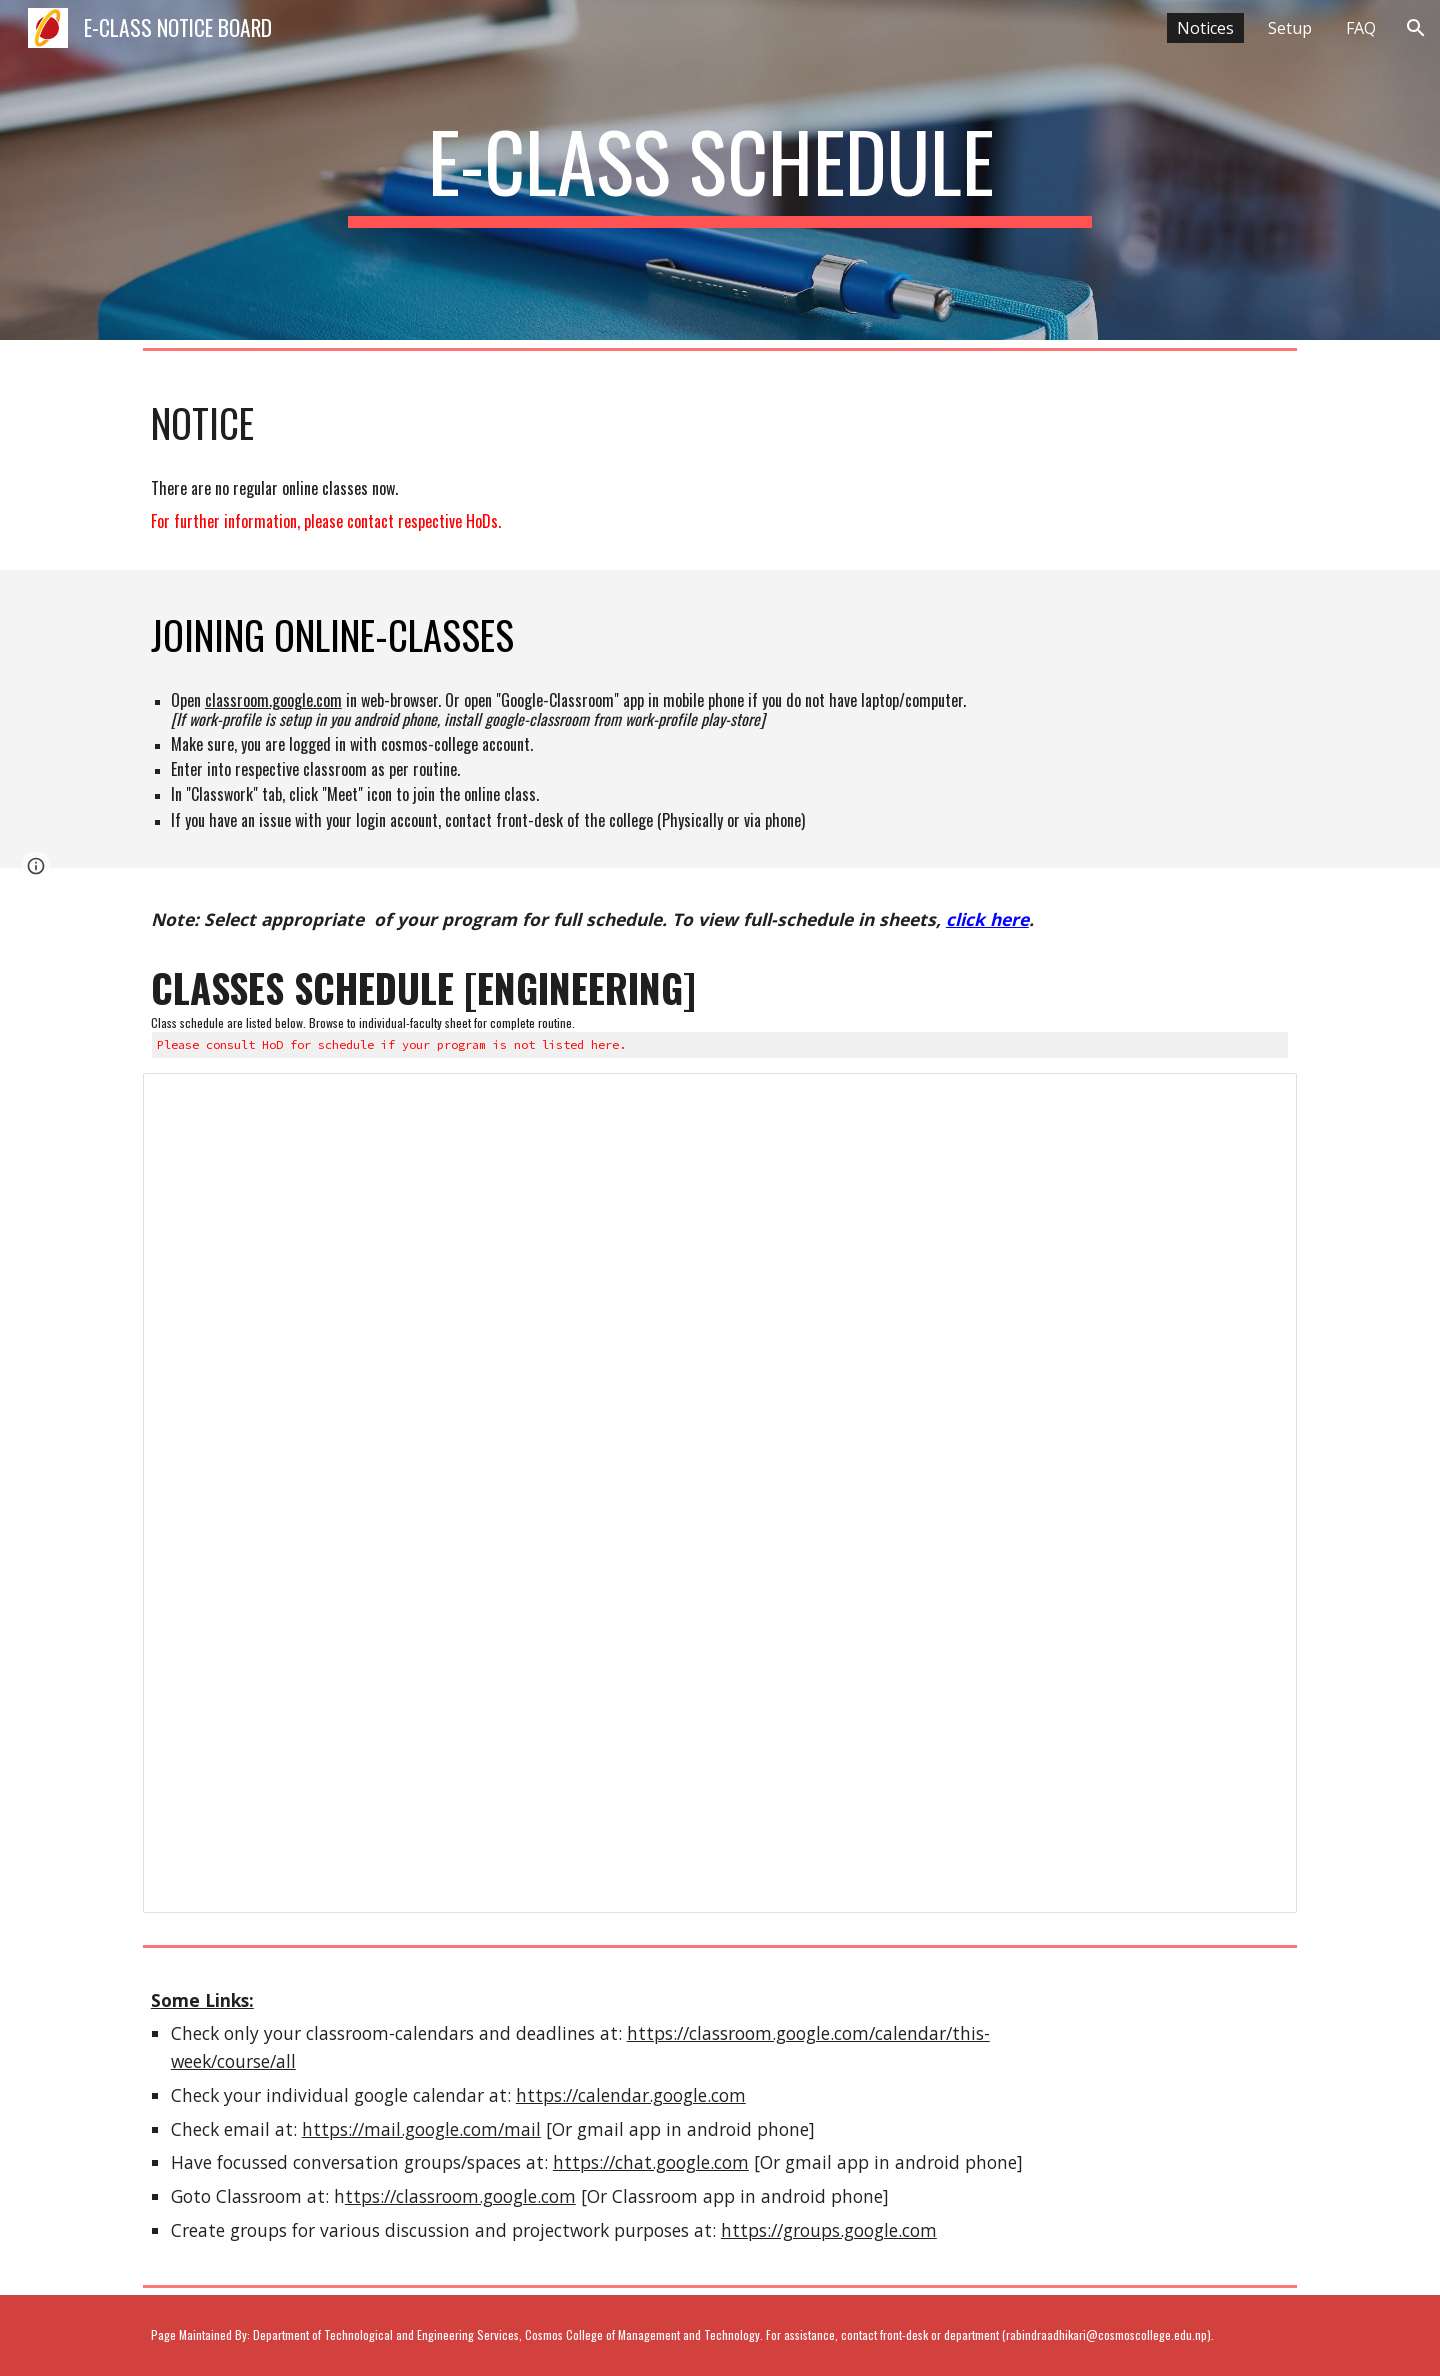 E-CLASS NOTICE BOARD
Notices
Setup
FAQ
E-CLASS SCHEDULE
NOTICE
There are no regular online classes now.
For further information, please contact respective HoDs.
JOINING ONLINE-CLASSES
Open classroom.google.com in web-browser. Or open "Google-Classroom" app in mobile phone if you do not have laptop/computer.
[If work-profile is setup in you android phone, install google-classroom from work-profile play-store]
Make sure, you are logged in with cosmos-college account.
Enter into respective classroom as per routine.
In "Classwork" tab, click "Meet" icon to join the online class.
If you have an issue with your login account, contact front-desk of the college (Physically or via phone)
Note: Select appropriate  of your program for full schedule. To view full-schedule in sheets, click here.
CLASSES SCHEDULE [ENGINEERING]
Class schedule are listed below. Browse to individual-faculty sheet for complete routine.
Please consult HoD for schedule if your program is not listed here.
Some Links:
Check only your classroom-calendars and deadlines at: https://classroom.google.com/calendar/this-
week/course/all
Check your individual google calendar at: https://calendar.google.com
Check email at: https://mail.google.com/mail [Or gmail app in android phone]
Have focussed conversation groups/spaces at: https://chat.google.com [Or gmail app in android phone]
Goto Classroom at: https://classroom.google.com [Or Classroom app in android phone]
Create groups for various discussion and projectwork purposes at: https://groups.google.com
Page Maintained By: Department of Technological and Engineering Services, Cosmos College of Management and Technology. For assistance, contact front-desk or department (rabindraadhikari@cosmoscollege.edu.np).